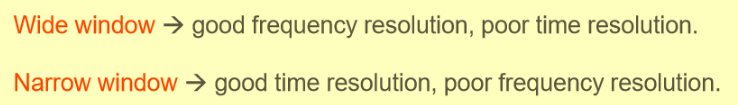 Wide window → good frequency resolution, poor time resolution.
Narrow window → good time resolution, poor frequency resolution.